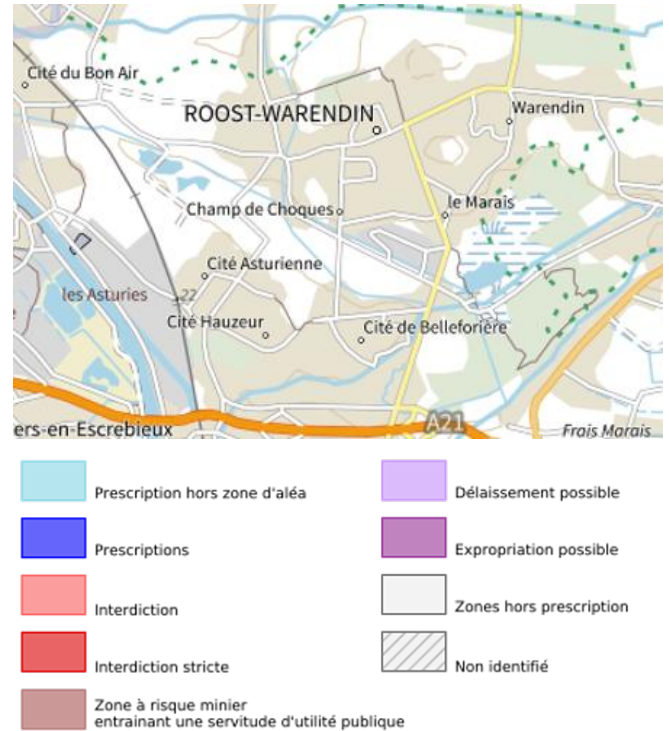 Cité du Bon Air
ROOST-WARENDIN
Warendin
Champ de Choques
le Marais
Cité Asturienne
les Asturies
22
Cité Hauzeur
Cité de Belleforière
ers-en-Escrebieux
A21
Frais Marais
Prescription hors zone d'aléa
Délaissement possible
Prescriptions
Expropriation possible
Interdiction
Zones hors prescription
Interdiction stricte
Non identifié
Zone à risque minier
entrainant une servitude d'utilité publique